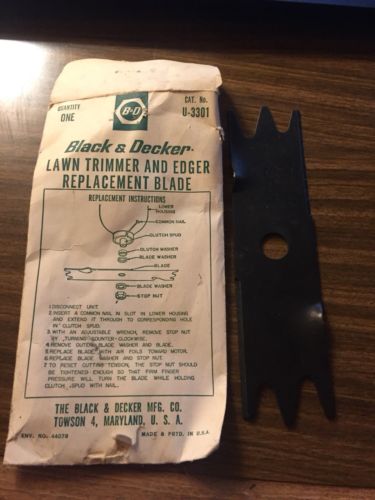 QUANTITY
ONE
B&D
CAT. No.
U-3301
Black & Decker®
LAWN TRIMMER AND EDGER
REPLACEMENT BLADE
REPLACEMENT INSTRUCTIONS
LOWER
HOUSING
COMMON NAIL
CLUTCH SPUD
CLUTCH WASHER
BLADE WASHER
BLADE
BLADE WASHER
STOP NUT
1. DISCONNECT UNIT.
2. INSERT A COMMON NAIL IN SLOT IN LOWER HOUSING
AND EXTEND IT THROUGH TO CORRESPONDING HOLE
IN CLUTCH SPUD.
3. WITH AN ADJUSTABLE WRENCH, REMOVE STOP NUT
BY TURNING COUNTER-CLOCKWISE.
4. REMOVE OUTER BLADE WASHER AND BLADE.
5. REPLACE BLADE WITH AIR FOILS TOWARD MOTOR.
6. REPLACE BLADE WASHER AND STOP NUT.
7. TO RESET CUTTING TENSION, THE STOP NUT SHOULD
BE TIGHTENED ENOUGH SO THAT FIRM FINGER
PRESSURE WILL TURN THE BLADE WHILE HOLDING
CLUTCH SPUD WITH NAIL.
THE BLACK & DECKER MFG. CO.
TOWSON 4, MARYLAND, U. S. A.
ENV. NO. 44079
MADE & PRTD. IN U.S.A.